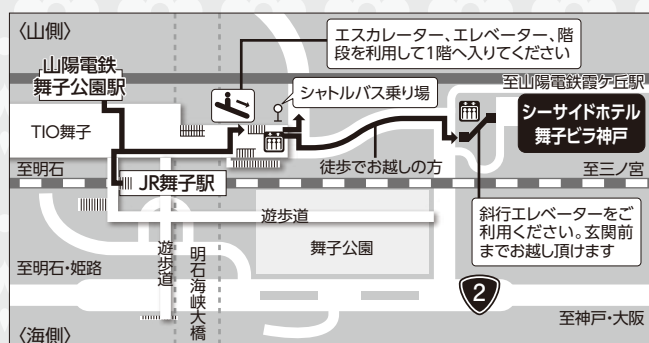 〈山側〉
エスカレーター、エレベーター、階
段を利用して1階へ入りてください
山陽電鉄
舞子公園駅
至山陽電鉄霞ケ丘駅
シャトルバス乗り場
シーサイドホテル
舞子ビラ神戸
TIO舞子
徒歩でお越しの方
至明石
至三ノ宮
JR舞子駅
斜行エレベーターをご
利用ください。玄関前
までお越し頂けます
遊歩道
舞子公園
遊歩道
明石海峡大橋
至明石・姫路
2
至神戸・大阪
〈海側〉